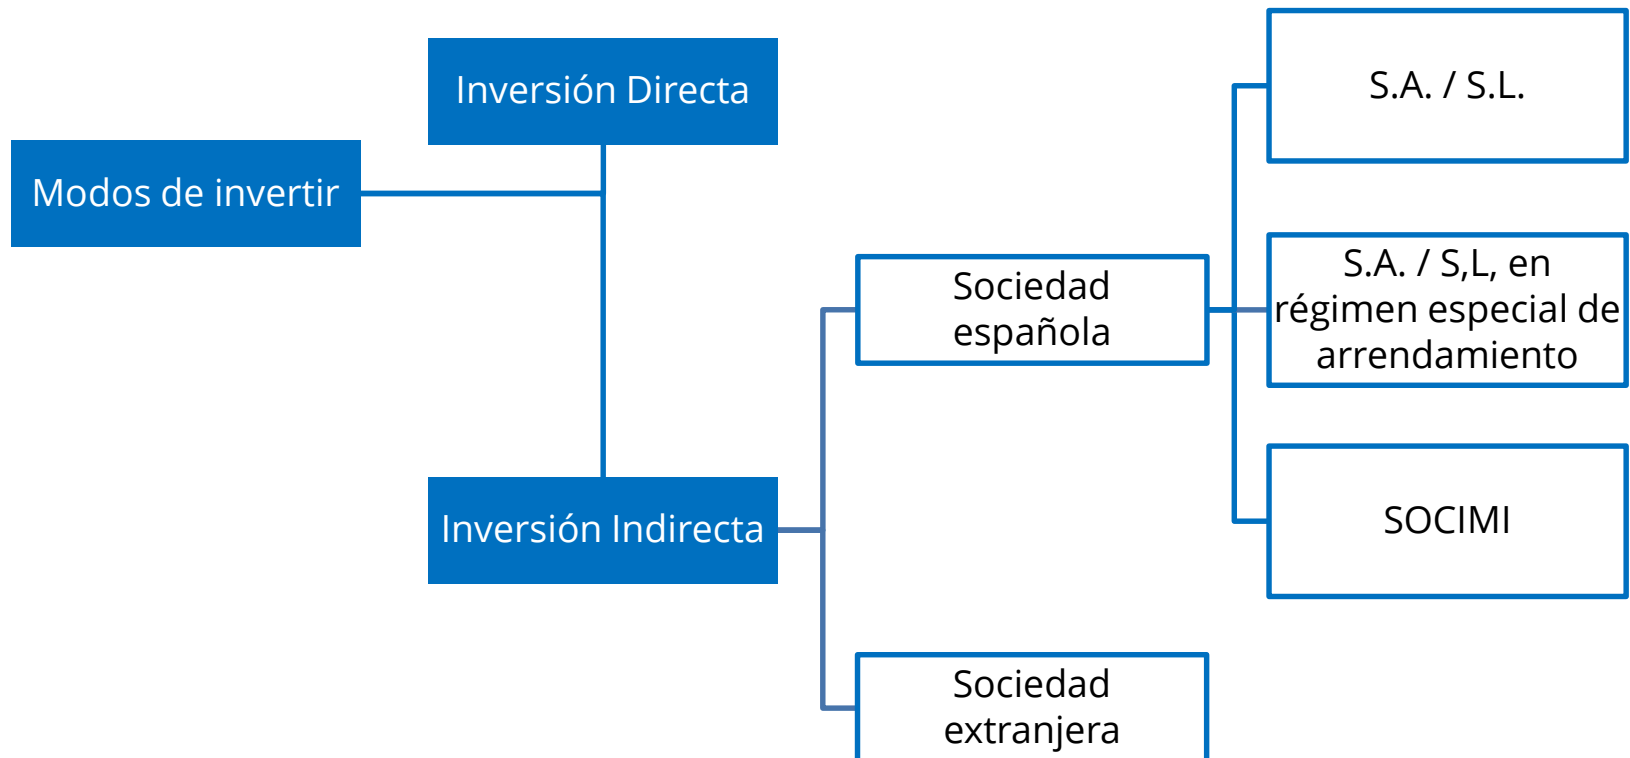 Inversión Directa
Modos de invertir
Inversión Indirecta
Sociedad
española
Sociedad
extranjera
S.A. / S.L.
S.A. / S,L, en
régimen especial de
arrendamiento
SOCIMI